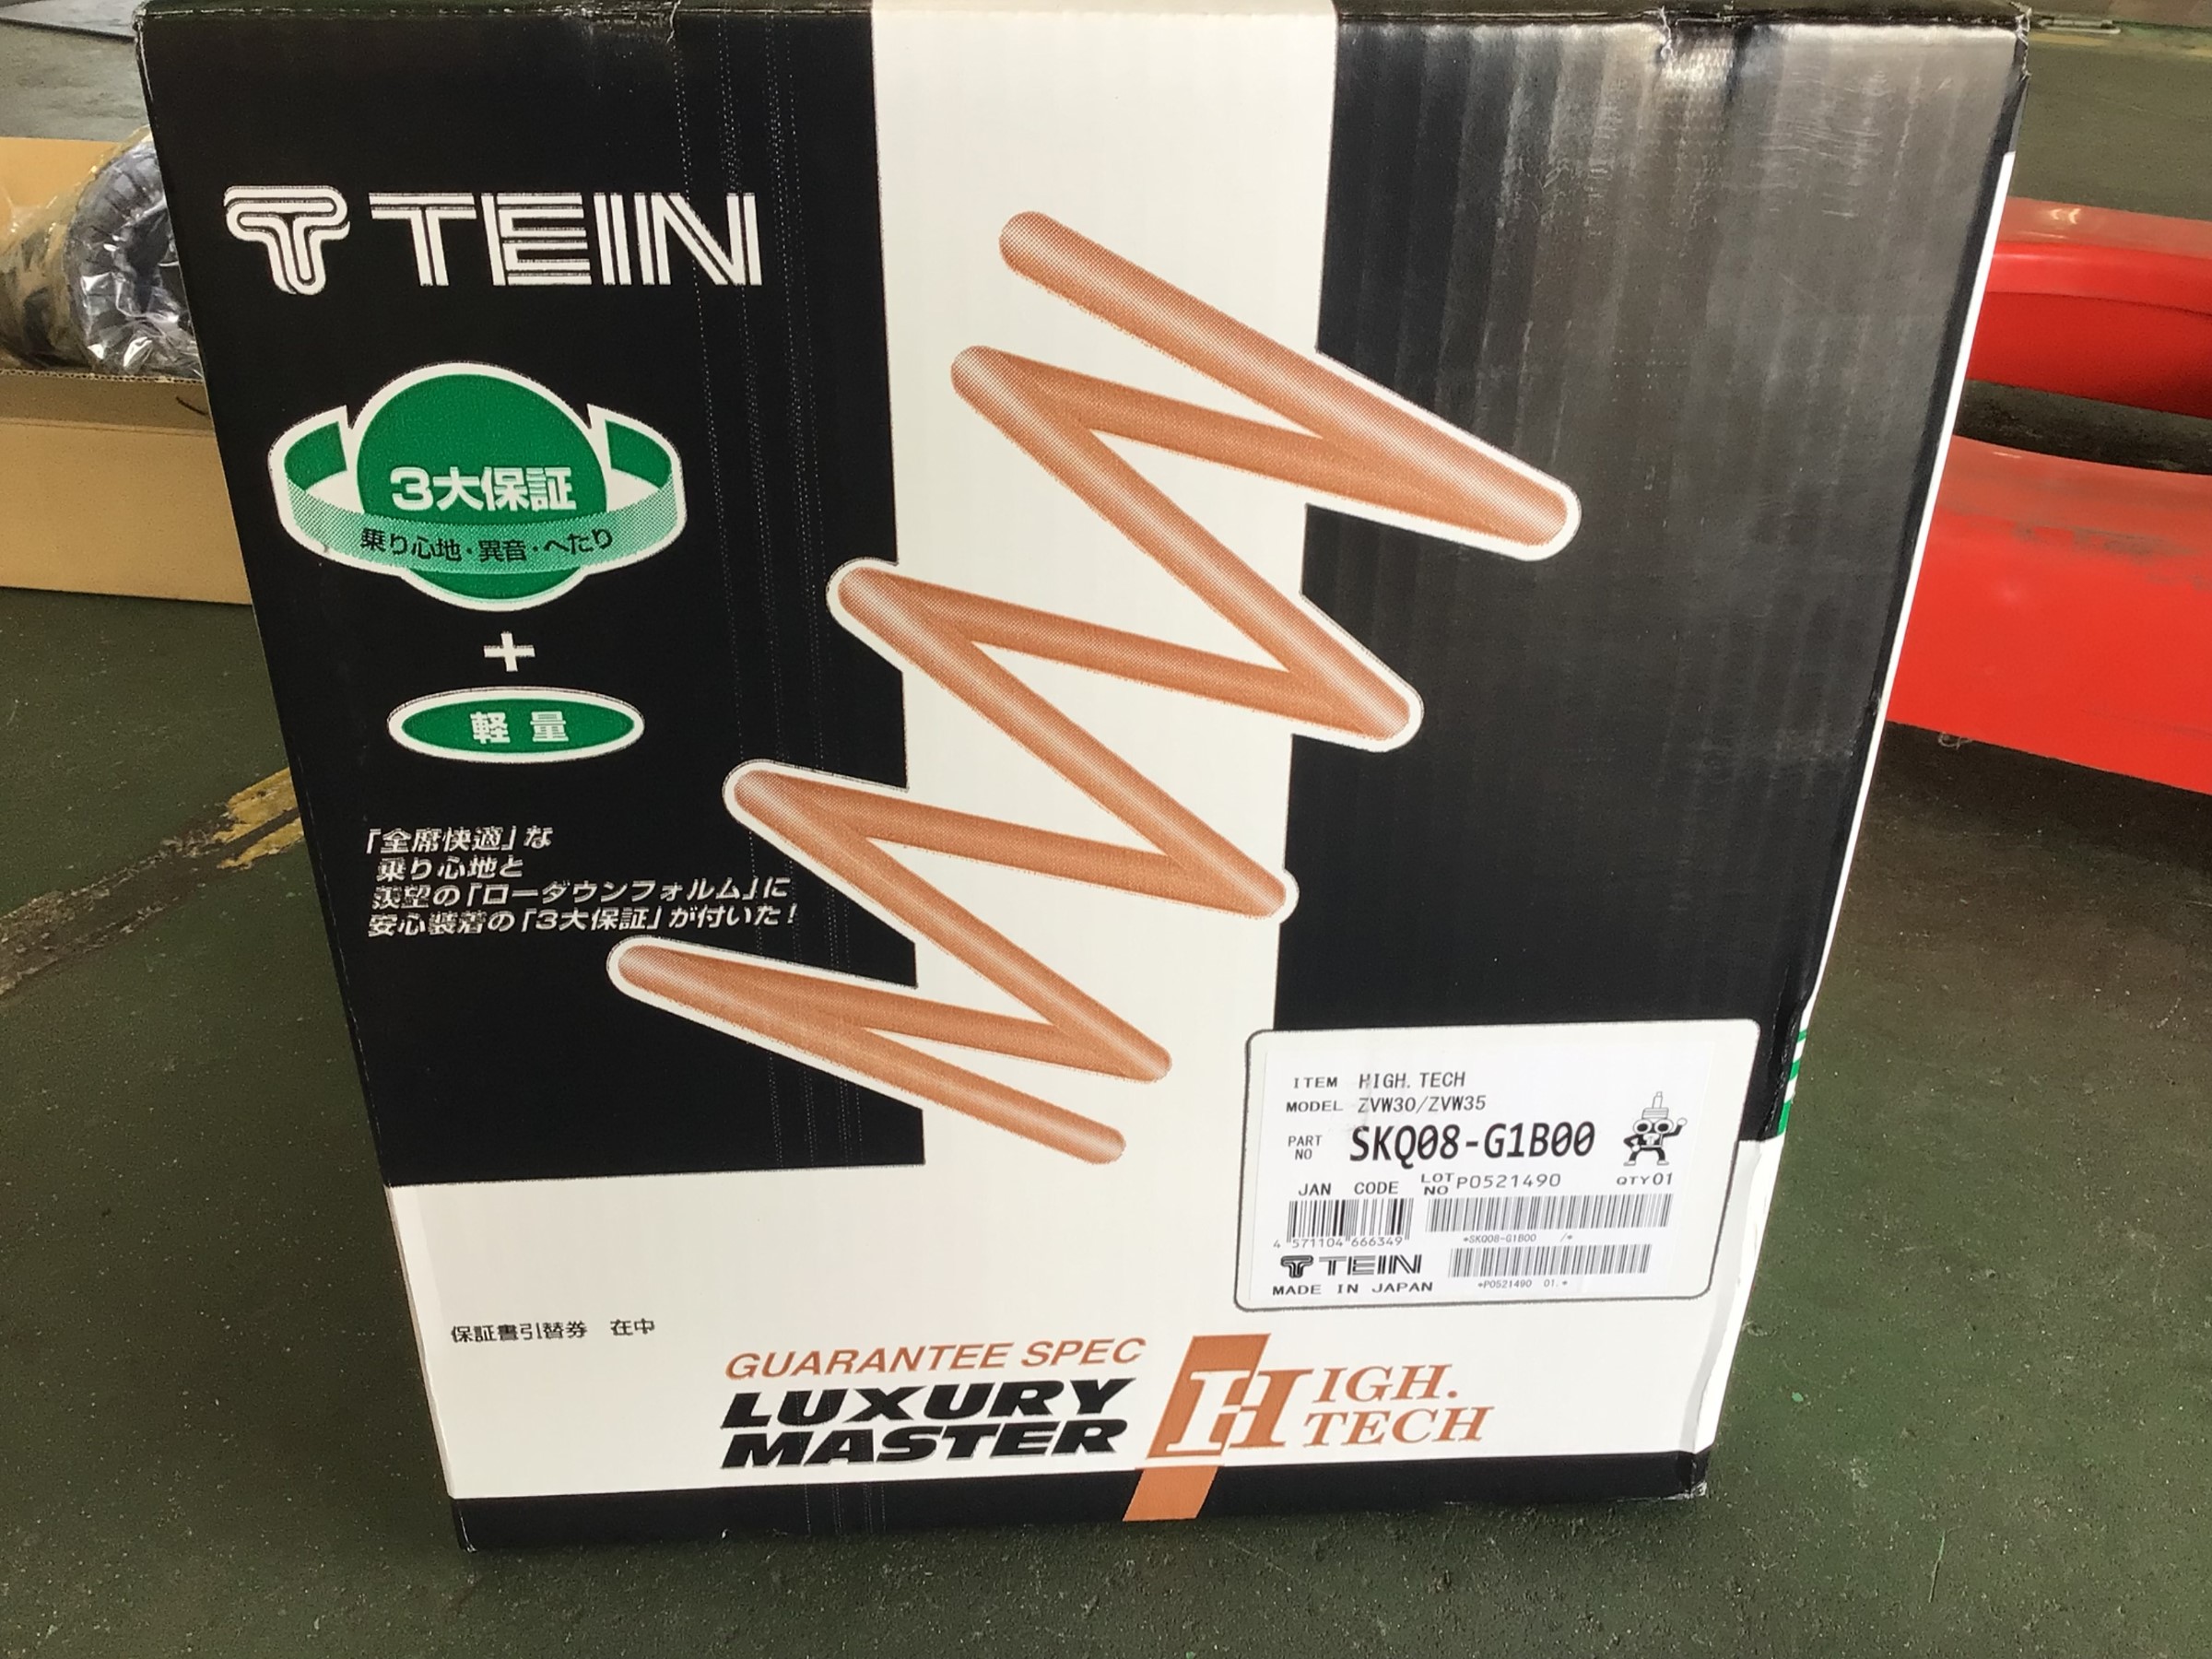 TEIN
3大保証
乗り心地・異音・へたり
+
軽量
「全席快適」な
乗り心地と
羨望の「ローダウンフォルム」に
安心装着の「3大保証」が付いた!
ITEM HIGH. TECH
MODEL ZVW30/ZVW35
PART NO SKQ08-G1B00
JAN CODE LOT NO P0521490 QTY 01
4 571104 666349
*SKQ08-G1B00 /*
TEIN
*P0521490 01.*
MADE IN JAPAN
保証書引替券 在中
GUARANTEE SPEC
LUXURY
MASTER
HIGH.
TECH